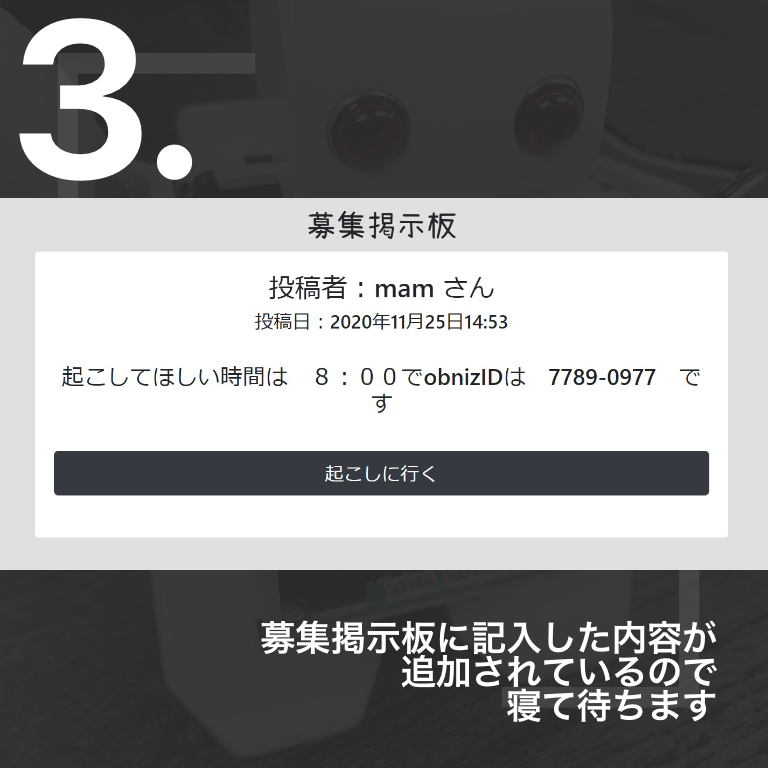 3.
募集掲示板
投稿者：mam さん
投稿日：2020年11月25日14:53
起こしてほしい時間は　８：００でobnizIDは　7789-0977　で
す
起こしに行く
募集掲示板に記入した内容が
追加されているので
寝て待ちます